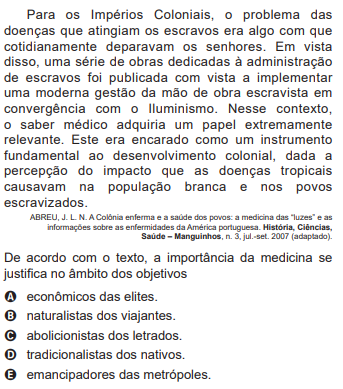 Para os Impérios Coloniais, o problema das
doenças que atingiam os escravos era algo com que
cotidianamente deparavam os senhores. Em vista
disso, uma série de obras dedicadas à administração
de escravos foi publicada com vista a implementar
uma moderna gestão da mão de obra escravista em
convergência com o Iluminismo. Nesse contexto,
o saber médico adquiria um papel extremamente
relevante. Este era encarado como um instrumento
fundamental ao desenvolvimento colonial, dada a
percepção do impacto que as doenças tropicais
causavam na população branca e nos povos
escravizados.
ABREU, J. L. N. A Colônia enferma e a saúde dos povos: a medicina das “luzes” e as
informações sobre as enfermidades da América portuguesa. História, Ciências,
Saúde – Manguinhos, n. 3, jul.-set. 2007 (adaptado).
De acordo com o texto, a importância da medicina se
justifica no âmbito dos objetivos
A econômicos das elites.
B naturalistas dos viajantes.
C abolicionistas dos letrados.
D tradicionalistas dos nativos.
E emancipadores das metrópoles.